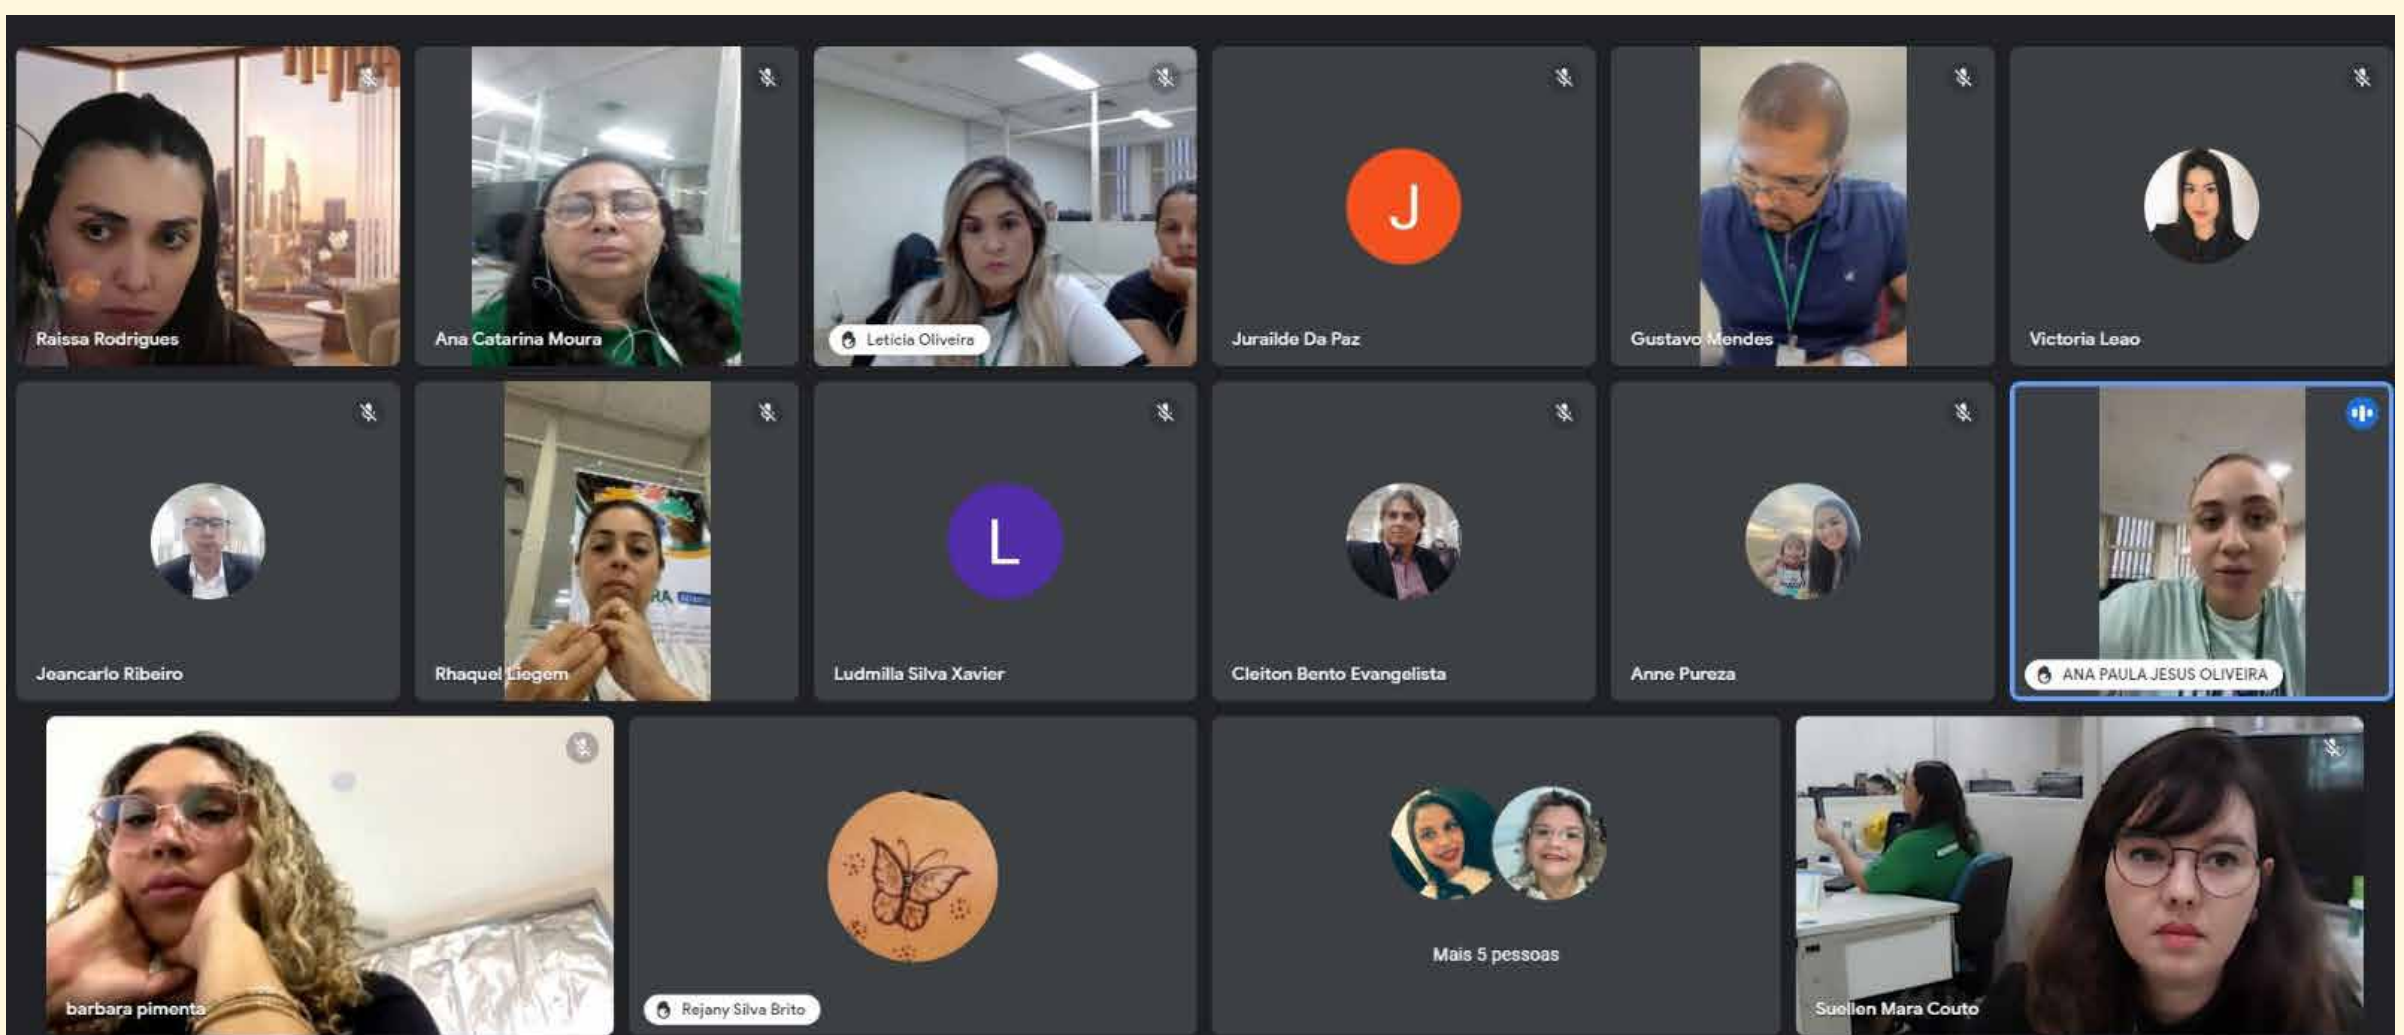 Raissa Rodrigues
Ana Catarina Moura
Leticia Oliveira
J
Jurailde Da Paz
Gustavo Mendes
Victoria Leao
Jeancarlo Ribeiro
RA
Rhaquel Liegem
L
Ludmilla Silva Xavier
Cleiton Bento Evangelista
Anne Pureza
ANA PAULA JESUS OLIVEIRA
barbara pimenta
Rejany Silva Brito
Mais 5 pessoas
Suellen Mara Couto